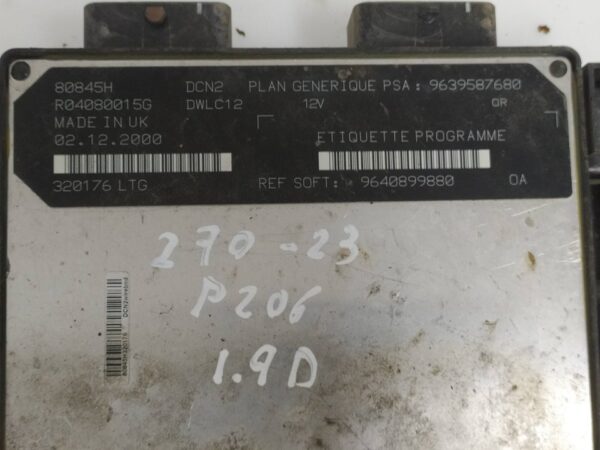 80845H DCN2 PLAN GENERIQUE PSA : 9639587680
R04080015G DWLC12 12V OR
MADE IN UK
02.12.2000 ETIQUETTE PROGRAMME
320176 LTG REF SOFT: 9640899880 0A
270-23
P206
1.9D